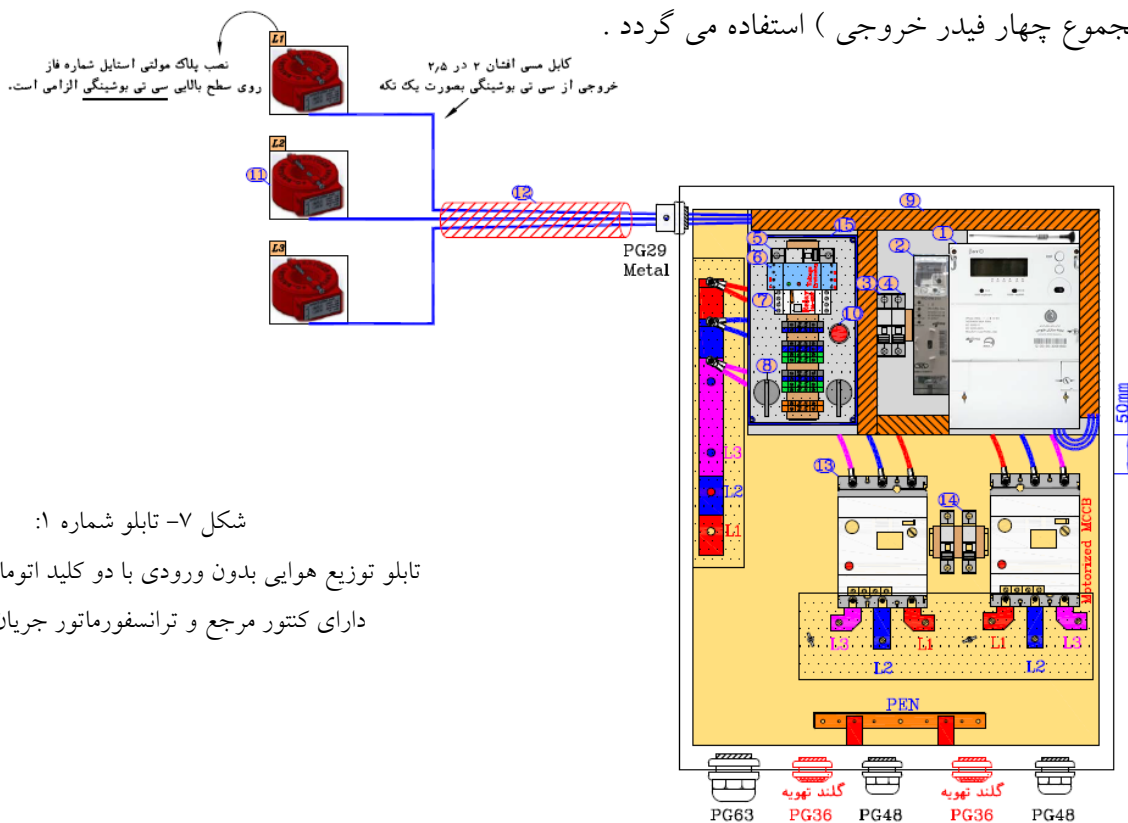 جموع چهار فیدر خروجی ) استفاده می گردد .
L1
نصب پلاک مولتی استایل شماره فاز
روی سطح بالایی سی تی بوشینگی الزامی است.
کابل مسی افشان ۲ در ۲٫۵
خروجی از سی تی بوشینگی بصورت یک تکه
L2
11
L3
12
PG29
Metal
9
15
5
6
7
8
10
3
4
2
1
50mm
L3
L2
L1
13
14
Motorized MCCB
L3
L2
L1
L1
L2
L3
PEN
شکل ۷- تابلو شماره ۱:
تابلو توزیع هوایی بدون ورودی با دو کلید اتوما
دارای کنتور مرجع و ترانسفورماتور جریان
PG63
گلند تهویه
PG36
PG48
گلند تهویه
PG36
PG48